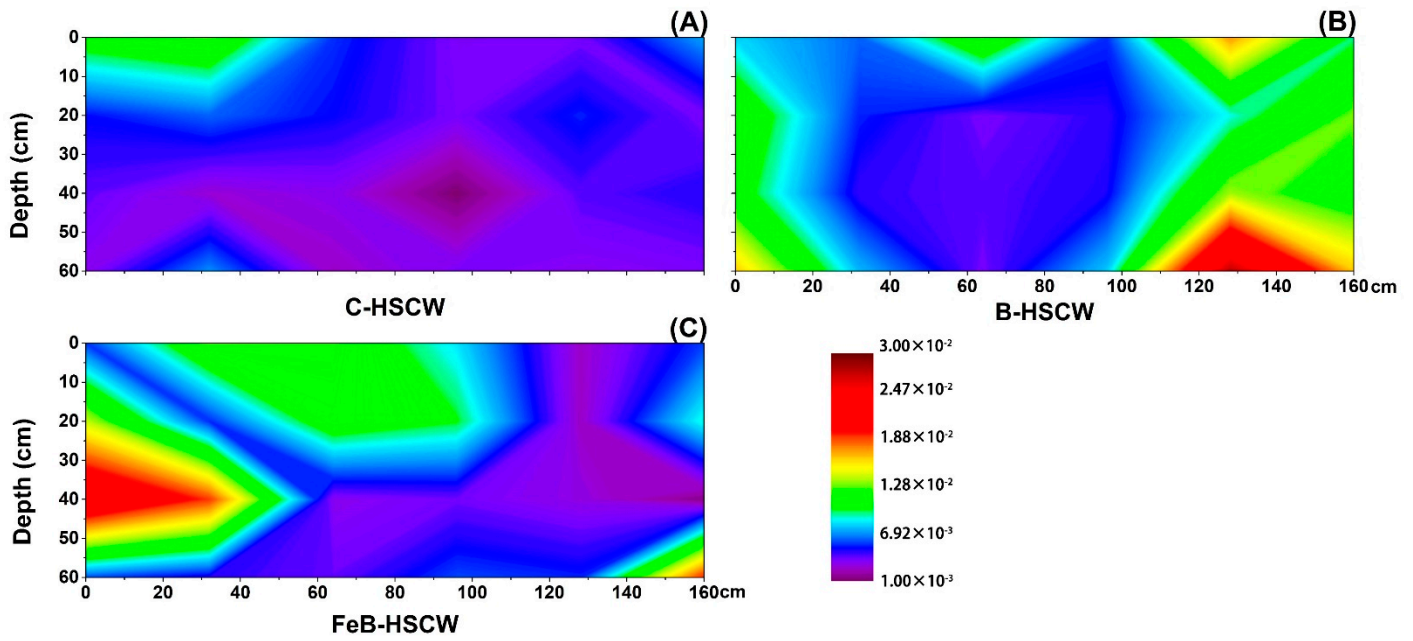 (A)
(B)
0
10
20
30
40
50
60
Depth (cm)
C-HSCW
0 20 40 60 80 100 120 140 160 cm
B-HSCW
(C)
0
10
20
30
40
50
60
Depth (cm)
0 20 40 60 80 100 120 140 160 cm
FeB-HSCW
3.00×10⁻²
2.47×10⁻²
1.88×10⁻²
1.28×10⁻²
6.92×10⁻³
1.00×10⁻³